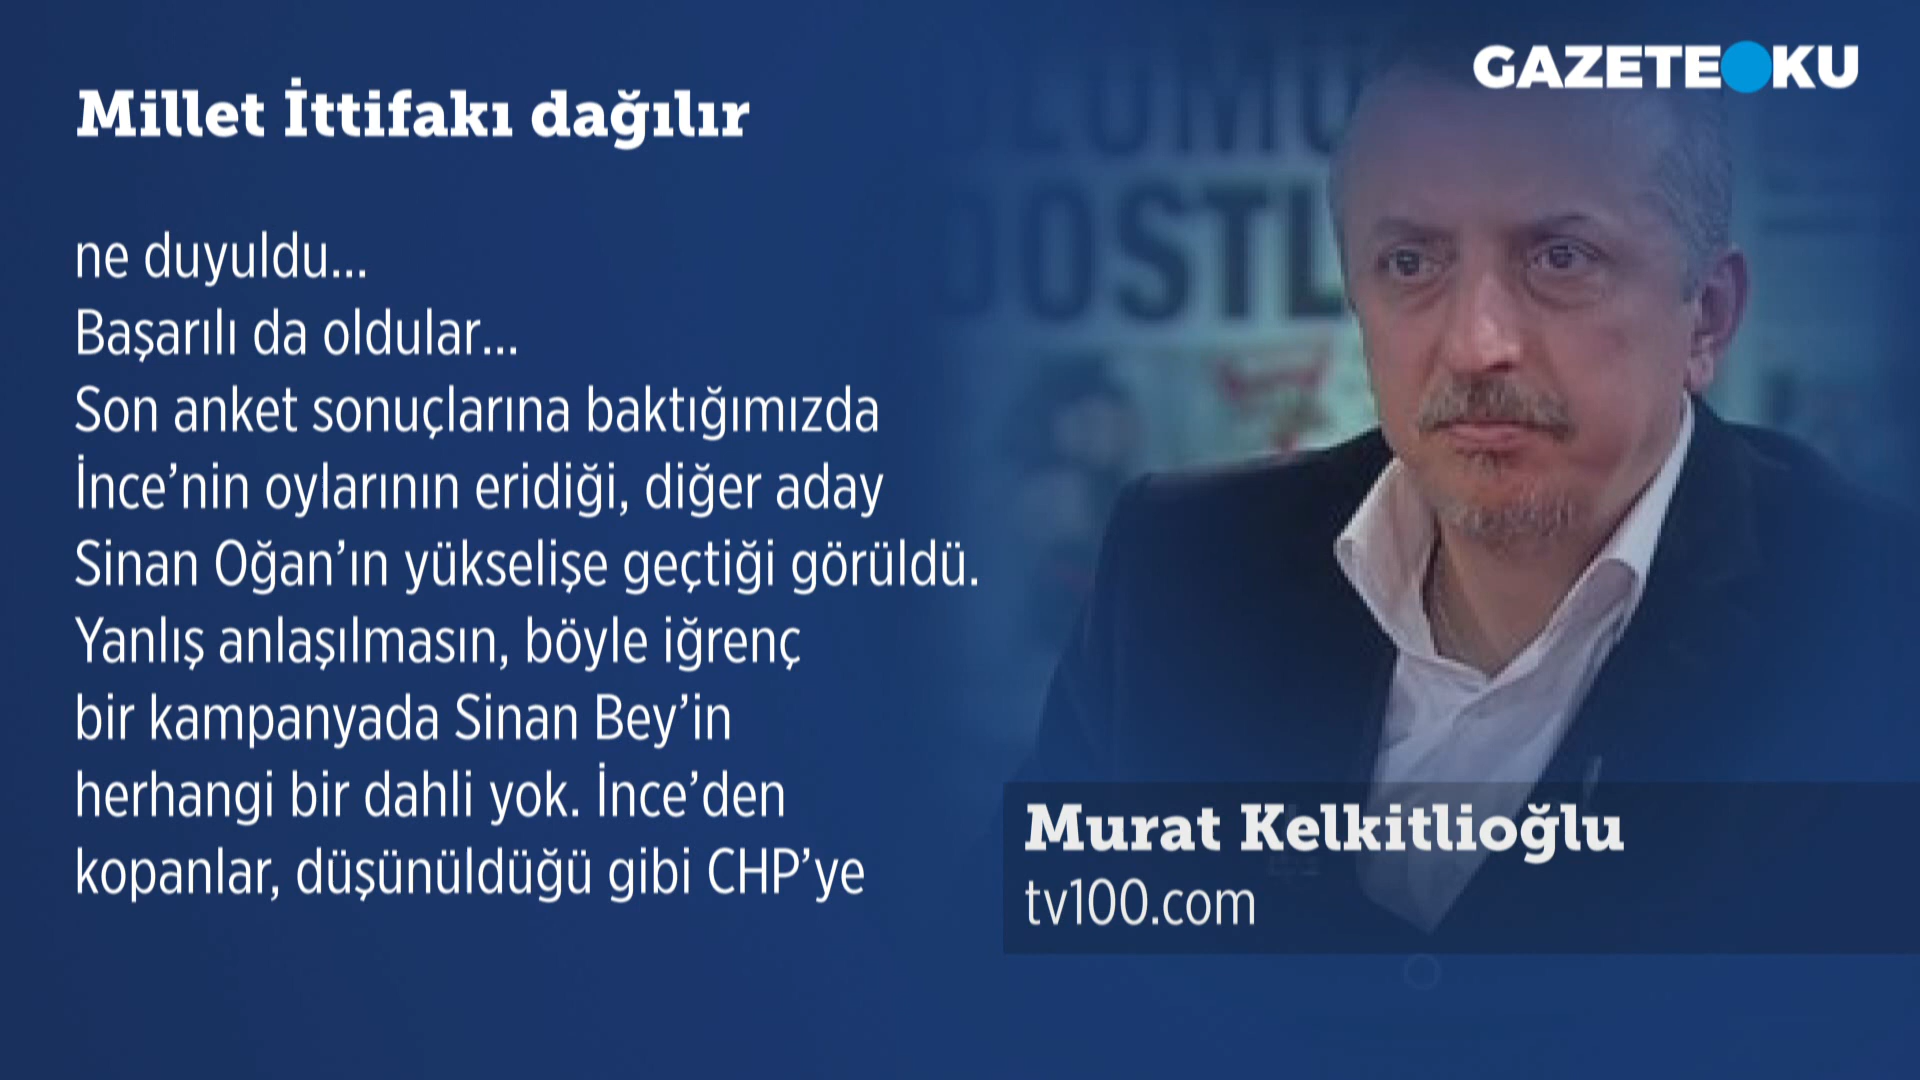 GAZETE OKU
Millet İttifakı dağılır
ne duyuldu...
Başarılı da oldular...
Son anket sonuçlarına baktığımızda
İnce’nin oylarının eridiği, diğer aday
Sinan Oğan’ın yükselişe geçtiği görüldü.
Yanlış anlaşılmasın, böyle iğrenç
bir kampanyada Sinan Bey’in
herhangi bir dahli yok. İnce’den
kopanlar, düşünüldüğü gibi CHP’ye
Murat Kelkitlioğlu
tv100.com